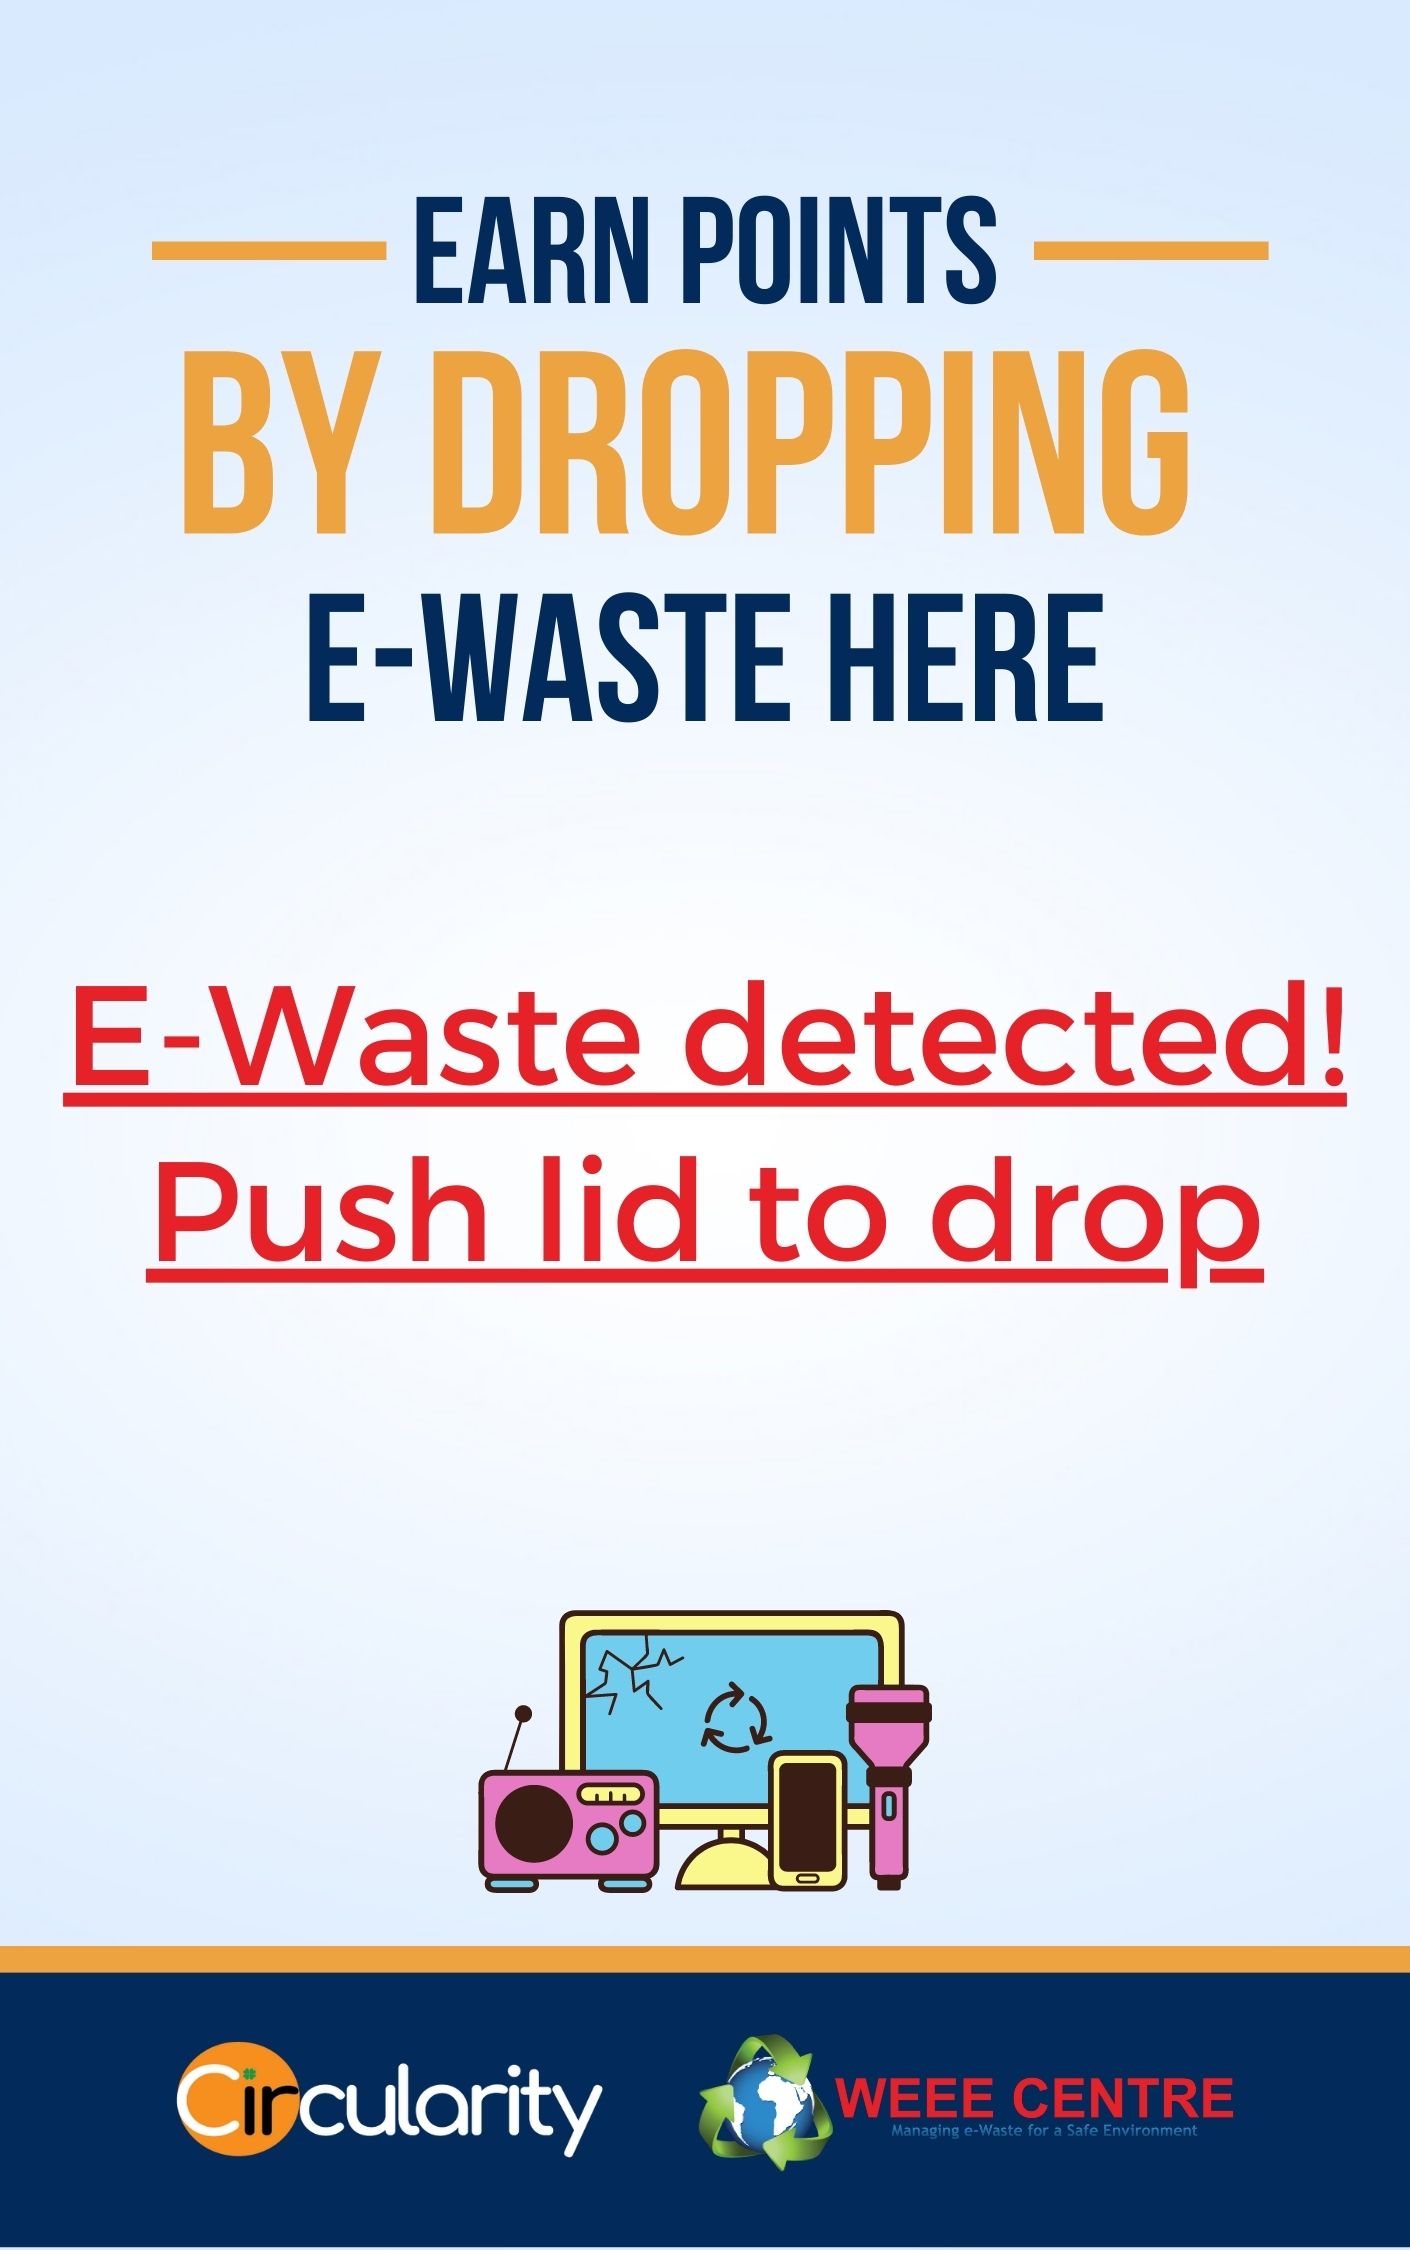 EARN POINTS
BY DROPPING
E-WASTE HERE
E-Waste detected!
Push lid to drop
Circularity
WEEE CENTRE
Managing e-Waste for a Safe Environment